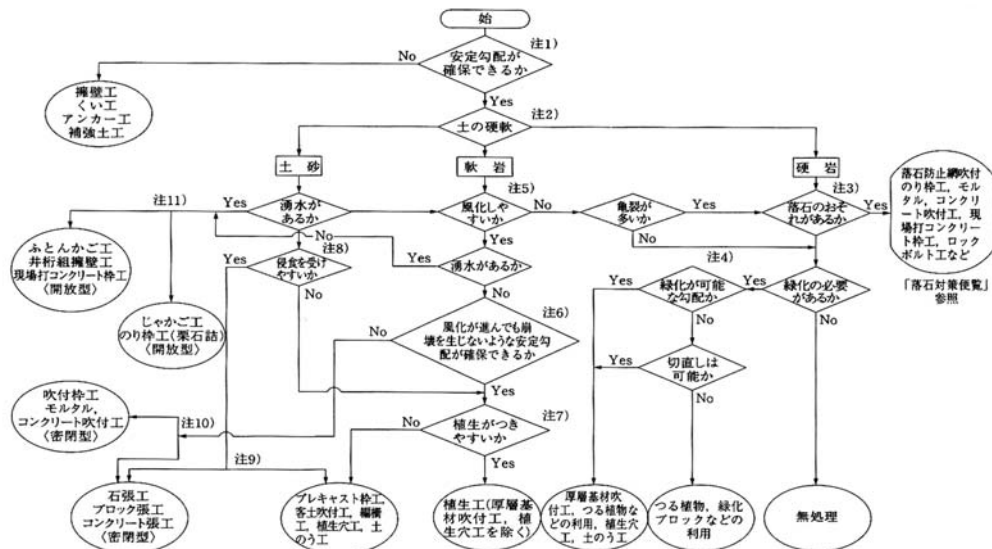 始
注1)
安定勾配が
確保できるか
No
Yes
擁壁工
くい工
アンカー工
補強土工
注2)
土の硬軟
土砂
軟岩
硬岩
注11)
Yes
湧水が
あるか
No
注8)
注5)
風化しや
すいか
No
Yes
亀裂が
多いか
Yes
No
注3)
落石のおそ
れがあるか
Yes
落石防止網吹付
のり枠工, モル
タル, コンクリ
ート吹付工, 現
場打コンクリー
ト枠工, ロック
ボルト工など
「落石対策便覧」
参照
ふとんかご工
井桁組擁壁工
現場打コンクリート枠工
〈開放型〉
Yes
侵食を受け
やすいか
No
湧水があるか
No
注4)
Yes
緑化が可能
な勾配か
No
Yes
緑化の必要
があるか
No
じゃかご工
のり枠工(栗石詰)
〈開放型〉
注6)
No
風化が進んでも崩
壊を生じないような安定勾
配が確保できるか
Yes
Yes
切直しは
可能か
No
吹付枠工
モルタル,
コンクリート吹付工
〈密閉型〉
注10)
注7)
No
植生がつき
やすいか
Yes
注9)
石張工
ブロック張工
コンクリート張工
〈密閉型〉
プレキャスト枠工,
客土吹付工, 編柵
工, 植生穴工, 土
のう工
植生工(厚層基
材吹付工, 植
生穴工を除く)
厚層基材吹
付工, つる植物な
どの利用, 植生穴
工, 土のう工
つる植物, 緑化
ブロックなどの
利用
無処理